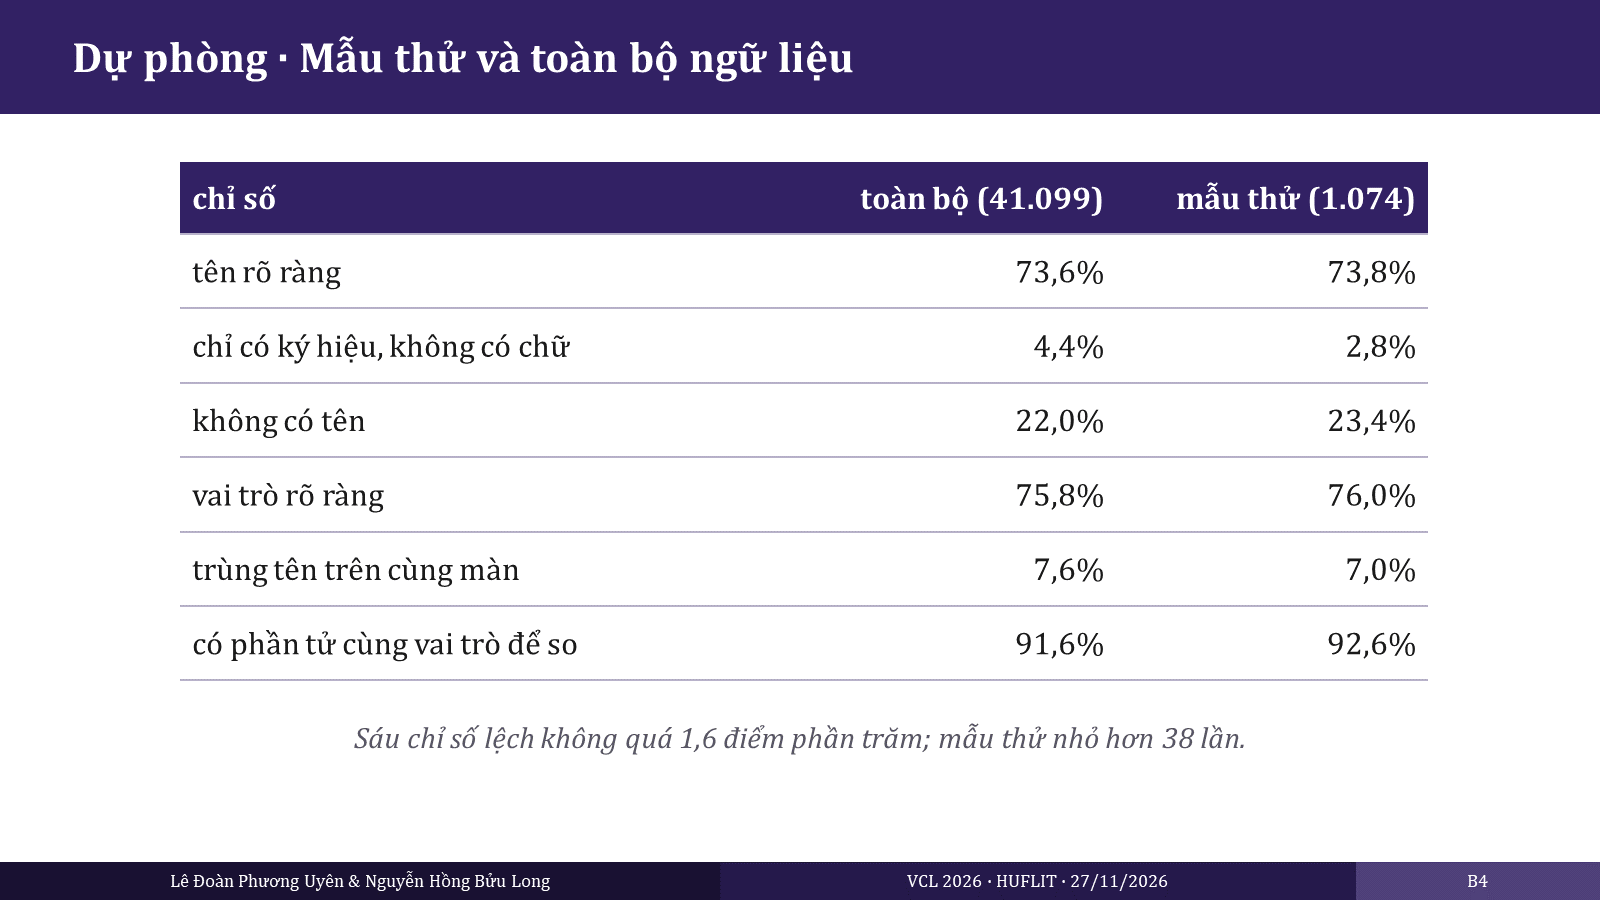 Dự phòng · Mẫu thử và toàn bộ ngữ liệu
chỉ số toàn bộ (41.099) mẫu thử (1.074)
tên rõ ràng 73,6% 73,8%
chỉ có ký hiệu, không có chữ 4,4% 2,8%
không có tên 22,0% 23,4%
vai trò rõ ràng 75,8% 76,0%
trùng tên trên cùng màn 7,6% 7,0%
có phần tử cùng vai trò để so 91,6% 92,6%
Sáu chỉ số lệch không quá 1,6 điểm phần trăm; mẫu thử nhỏ hơn 38 lần.
Lê Đoàn Phương Uyên & Nguyễn Hồng Bửu Long VCL 2026 · HUFLIT · 27/11/2026 B4